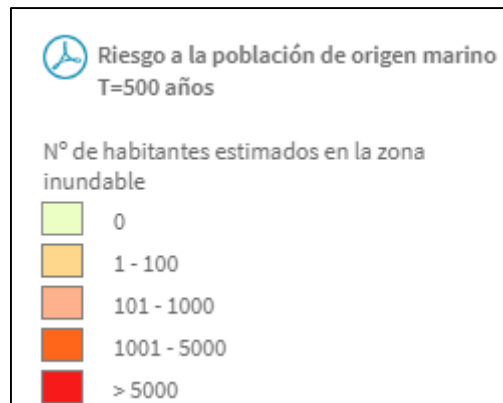 Riesgo a la población de origen marino
T=500 años
Nº de habitantes estimados en la zona
inundable
0
1 - 100
101 - 1000
1001 - 5000
> 5000